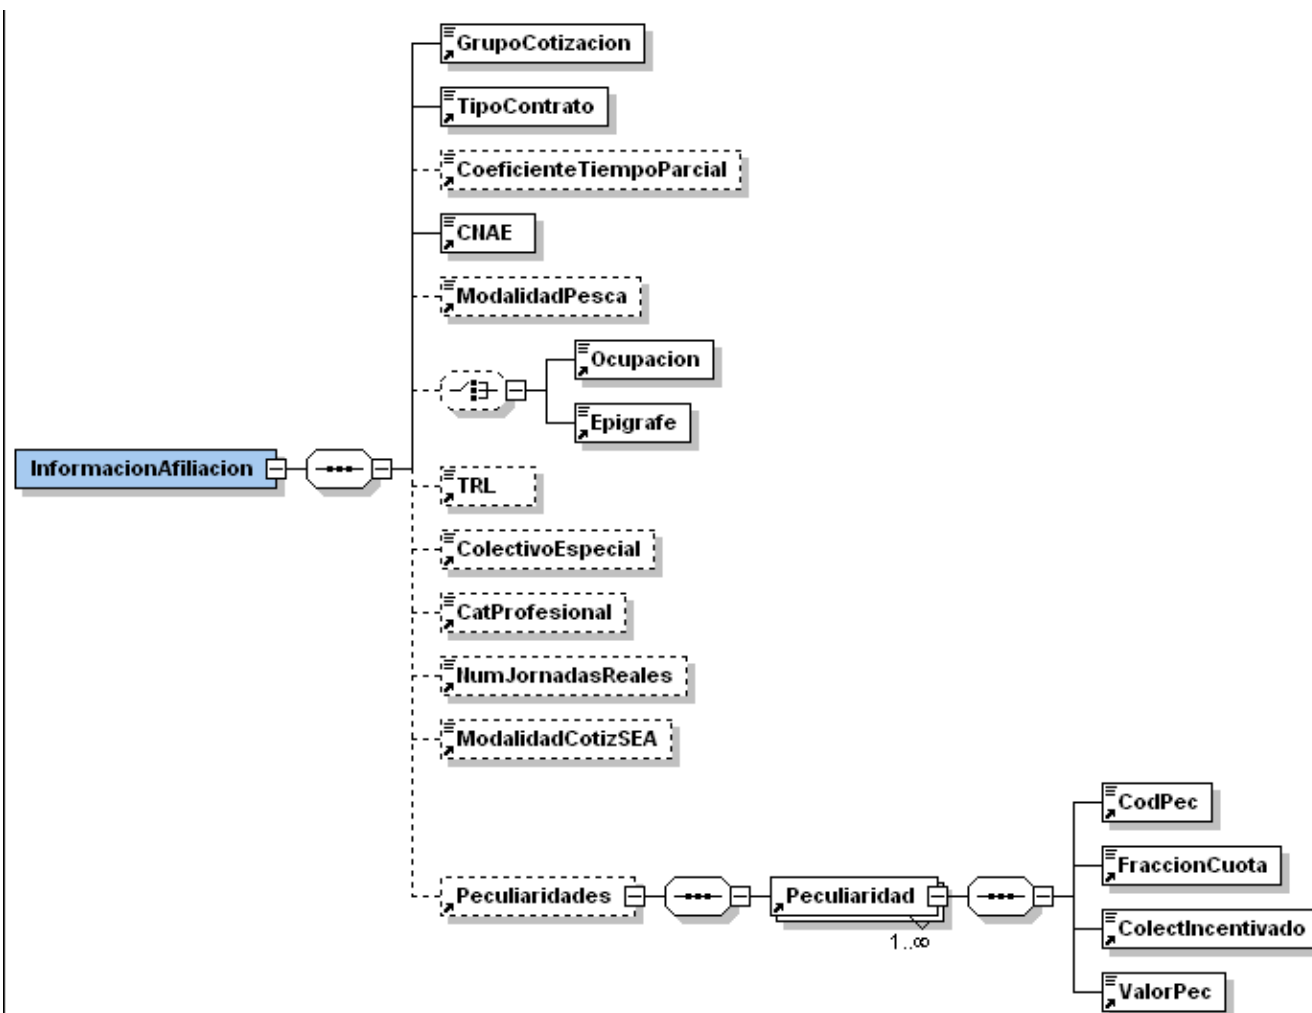 GrupoCotizacion
TipoContrato
CoeficienteTiempoParcial
CNAE
ModalidadPesca
Ocupacion
Epigrafe
InformacionAfiliacion
TRL
ColectivoEspecial
CatProfesional
NumJornadasReales
ModalidadCotizSEA
Peculiaridades
Peculiaridad
1..∞
CodPec
FraccionCuota
ColectIncentivado
ValorPec